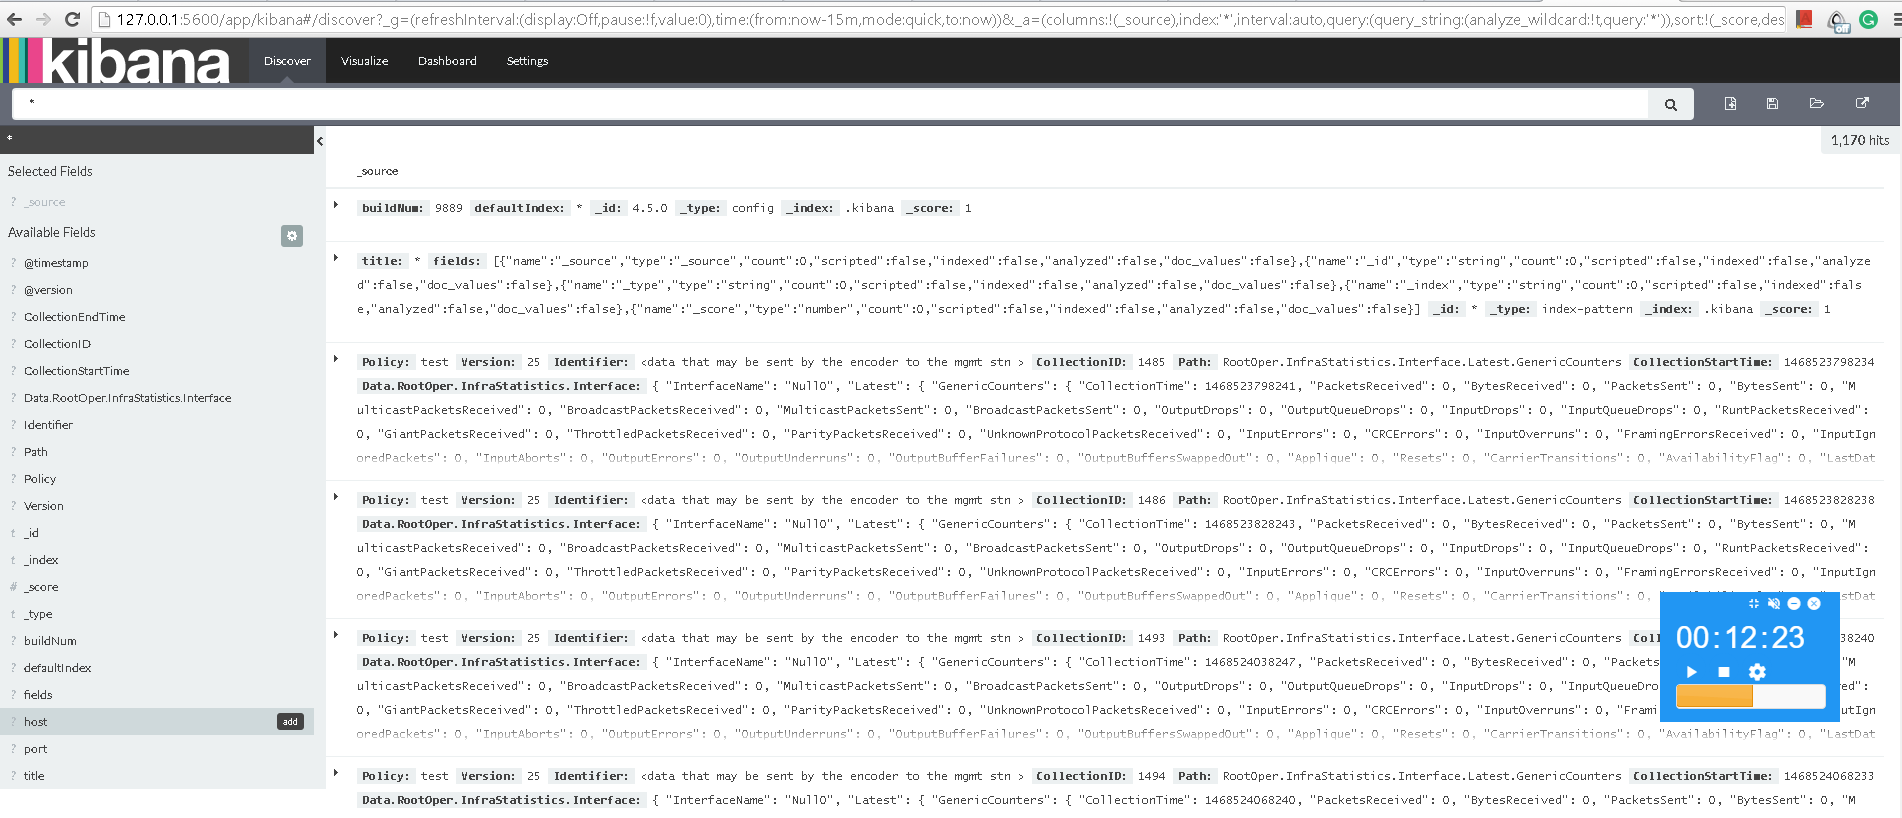 127.0.0.1:5600/app/kibana#/discover?_g=(refreshInterval:(display:Off,pause:!f,value:0),time:(from:now-15m,mode:quick,to:now))&_a=(columns:!(_source),index:'*',interval:auto,query:(query_string:(analyze_wildcard:!t,query:'*')),sort:!(_score,des
off
kibana Discover Visualize Dashboard Settings
*
*
1,170 hits
Selected Fields
? _source
Available Fields
? @timestamp
? @version
? CollectionEndTime
? CollectionID
? CollectionStartTime
? Data.RootOper.InfraStatistics.Interface
? Identifier
? Path
? Policy
? Version
t _id
t _index
# _score
t _type
? buildNum
? defaultIndex
? fields
? host add
? port
? title
_source
buildNum: 9889 defaultIndex: * _id: 4.5.0 _type: config _index: .kibana _score: 1
title: * fields: [{"name":"_source","type":"_source","count":0,"scripted":false,"indexed":false,"analyzed":false,"doc_values":false},{"name":"_id","type":"string","count":0,"scripted":false,"indexed":false,"analyze
d":false,"doc_values":false},{"name":"_type","type":"string","count":0,"scripted":false,"indexed":false,"analyzed":false,"doc_values":false},{"name":"_index","type":"string","count":0,"scripted":false,"indexed":fals
e,"analyzed":false,"doc_values":false},{"name":"_score","type":"number","count":0,"scripted":false,"indexed":false,"analyzed":false,"doc_values":false}] _id: * _type: index-pattern _index: .kibana _score: 1
Policy: test Version: 25 Identifier: <data that may be sent by the encoder to the mgmt stn > CollectionID: 1485 Path: RootOper.InfraStatistics.Interface.Latest.GenericCounters CollectionStartTime: 1468523798234
Data.RootOper.InfraStatistics.Interface: { "InterfaceName": "Null0", "Latest": { "GenericCounters": { "CollectionTime": 1468523798241, "PacketsReceived": 0, "BytesReceived": 0, "PacketsSent": 0, "BytesSent": 0, "M
ulticastPacketsReceived": 0, "BroadcastPacketsReceived": 0, "MulticastPacketsSent": 0, "BroadcastPacketsSent": 0, "OutputDrops": 0, "OutputQueueDrops": 0, "InputDrops": 0, "InputQueueDrops": 0, "RuntPacketsReceived":
0, "GiantPacketsReceived": 0, "ThrottledPacketsReceived": 0, "ParityPacketsReceived": 0, "UnknownProtocolPacketsReceived": 0, "InputErrors": 0, "CRCErrors": 0, "InputOverruns": 0, "FramingErrorsReceived": 0, "InputIgn
oredPackets": 0, "InputAborts": 0, "OutputErrors": 0, "OutputUnderruns": 0, "OutputBufferFailures": 0, "OutputBuffersSwappedOut": 0, "Applique": 0, "Resets": 0, "CarrierTransitions": 0, "AvailabilityFlag": 0, "LastDat
Policy: test Version: 25 Identifier: <data that may be sent by the encoder to the mgmt stn > CollectionID: 1486 Path: RootOper.InfraStatistics.Interface.Latest.GenericCounters CollectionStartTime: 1468523828238
Data.RootOper.InfraStatistics.Interface: { "InterfaceName": "Null0", "Latest": { "GenericCounters": { "CollectionTime": 1468523828243, "PacketsReceived": 0, "BytesReceived": 0, "PacketsSent": 0, "BytesSent": 0, "M
ulticastPacketsReceived": 0, "BroadcastPacketsReceived": 0, "MulticastPacketsSent": 0, "BroadcastPacketsSent": 0, "OutputDrops": 0, "OutputQueueDrops": 0, "InputDrops": 0, "InputQueueDrops": 0, "RuntPacketsReceived":
0, "GiantPacketsReceived": 0, "ThrottledPacketsReceived": 0, "ParityPacketsReceived": 0, "UnknownProtocolPacketsReceived": 0, "InputErrors": 0, "CRCErrors": 0, "InputOverruns": 0, "FramingErrorsReceived": 0, "InputIgn
oredPackets": 0, "InputAborts": 0, "OutputErrors": 0, "OutputUnderruns": 0, "OutputBufferFailures": 0, "OutputBuffersSwappedOut": 0, "Applique": 0, "Resets": 0, "CarrierTransitions": 0, LastDat
Policy: test Version: 25 Identifier: <data that may be sent by the encoder to the mgmt stn > CollectionID: 1493 Path: RootOper.InfraStatistics.Interface.Latest.GenericCounters Coll 38240
Data.RootOper.InfraStatistics.Interface: { "InterfaceName": "Null0", "Latest": { "GenericCounters": { "CollectionTime": 1468524038247, "PacketsReceived": 0, "BytesReceived": 0, "Packets "M
ulticastPacketsReceived": 0, "BroadcastPacketsReceived": 0, "MulticastPacketsSent": 0, "BroadcastPacketsSent": 0, "OutputDrops": 0, "OutputQueueDrops": 0, "InputDrops": 0, "InputQ eived":
0, "GiantPacketsReceived": 0, "ThrottledPacketsReceived": 0, "ParityPacketsReceived": 0, "UnknownProtocolPacketsReceived": 0, "InputErrors": 0, "CRCErrors": 0, "InputOverruns": 0, "Frami nputIgn
oredPackets": 0, "InputAborts": 0, "OutputErrors": 0, "OutputUnderruns": 0, "OutputBufferFailures": 0, "OutputBuffersSwappedOut": 0, "Applique": 0, "Resets": 0, "CarrierTransitions": 0, "AvailabilityFlag": 0, "LastDat
00:12:23
Policy: test Version: 25 Identifier: <data that may be sent by the encoder to the mgmt stn > CollectionID: 1494 Path: RootOper.InfraStatistics.Interface.Latest.GenericCounters CollectionStartTime: 1468524068233
Data.RootOper.InfraStatistics.Interface: { "InterfaceName": "Null0", "Latest": { "GenericCounters": { "CollectionTime": 1468524068240, "PacketsReceived": 0, "BytesReceived": 0, "PacketsSent": 0, "BytesSent": 0, "M